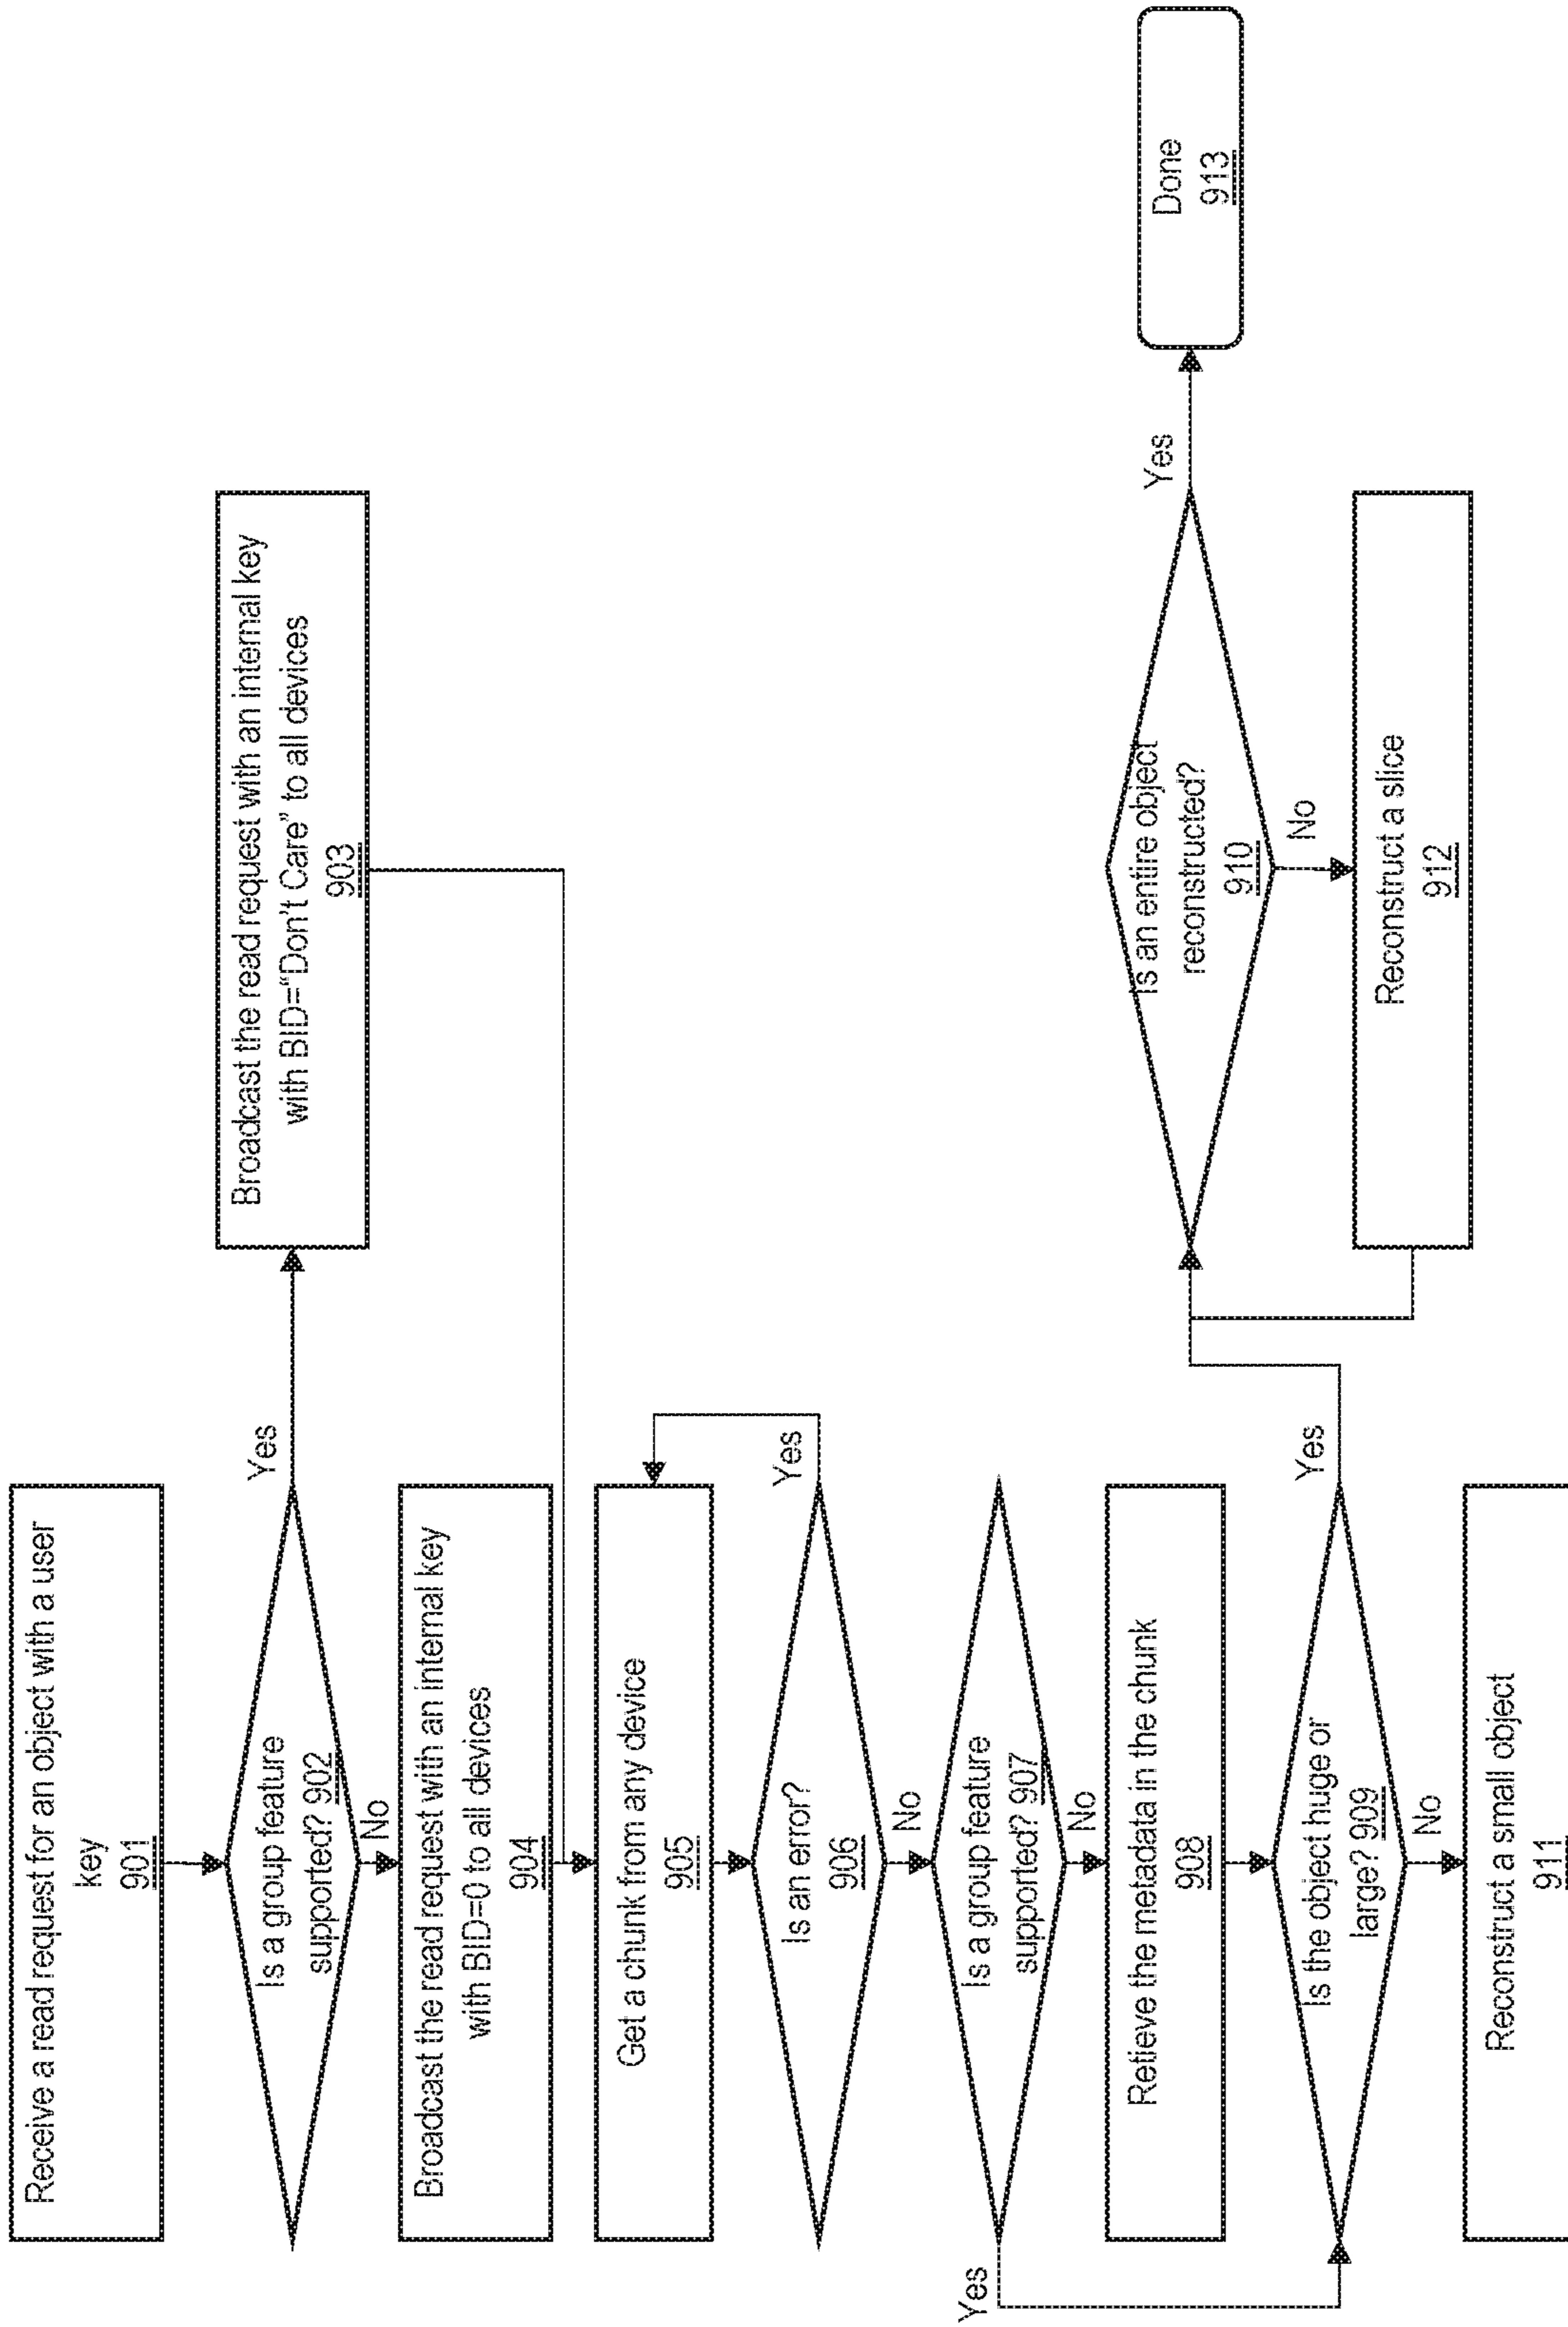 Receive a read request for an object with a user
key
901
Is a group feature
supported? 902
Yes
No
Broadcast the read request with an internal key
with BID="Don't Care" to all devices
903
Broadcast the read request with an internal key
with BID=0 to all devices
904
Get a chunk from any device
905
Is an error?
906
Yes
No
Is a group feature
supported? 907
Yes
No
Retieve the metadata in the chunk
908
Is the object huge or
large? 909
Yes
No
Reconstruct a small object
911
Is an entire object
reconstructed?
910
Yes
No
Reconstruct a slice
912
Done
913